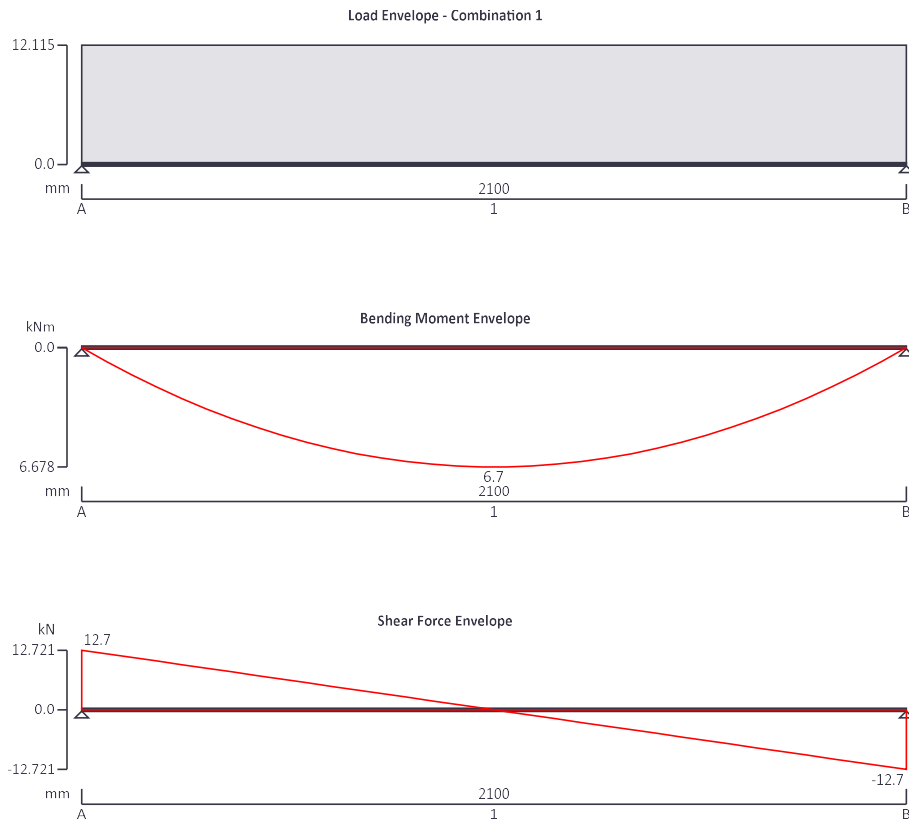 Load Envelope - Combination 1
12.115
0.0
mm
2100
A
1
B
Bending Moment Envelope
kNm
0.0
6.678
6.7
mm
2100
A
1
B
Shear Force Envelope
kN
12.7
12.721
0.0
-12.721
-12.7
mm
2100
A
1
B